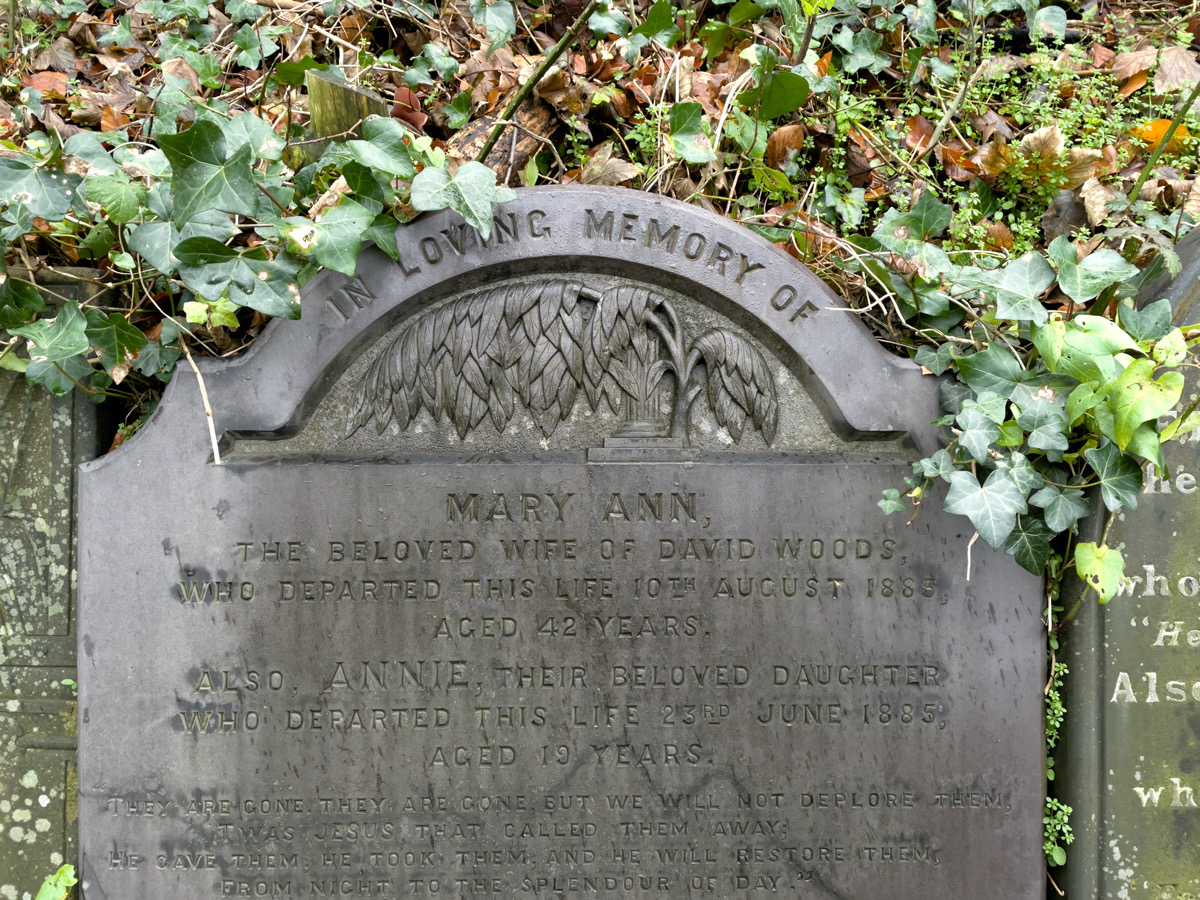 IN LOVING MEMORY OF
MARY ANN,
THE BELOVED WIFE OF DAVID WOODS,
WHO DEPARTED THIS LIFE 10TH AUGUST 1885,
AGED 42 YEARS.
ALSO, ANNIE, THEIR BELOVED DAUGHTER
WHO DEPARTED THIS LIFE 23RD JUNE 1885,
AGED 19 YEARS.
THEY ARE GONE, THEY ARE GONE, BUT WE WILL NOT DEPLORE THEM,
TWAS JESUS THAT CALLED THEM AWAY;
HE GAVE THEM, HE TOOK THEM, AND HE WILL RESTORE THEM,
FROM NIGHT TO THE SPLENDOUR OF DAY."
he
who
"He
Also
wh